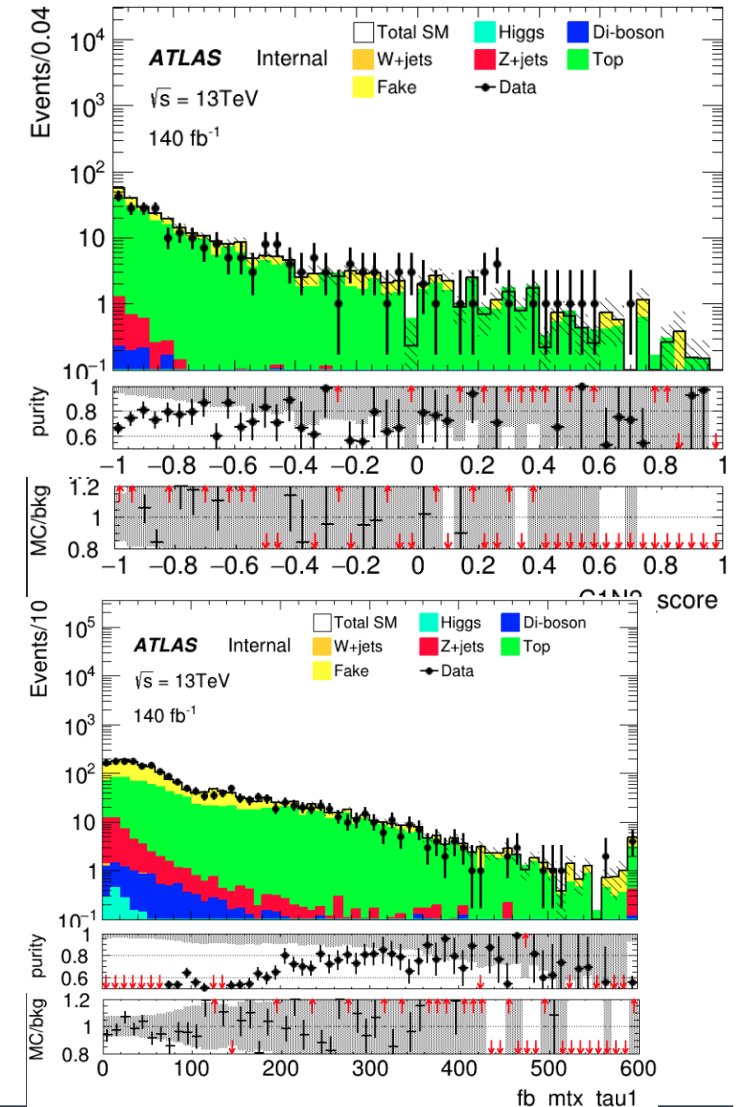 Events/0.04
10⁴
10³
10²
10
1
10⁻¹
ATLAS Internal
√s = 13TeV
140 fb⁻¹
Total SM Higgs Di-boson
W+jets Z+jets Top
Fake Data
purity
1
0.8
0.6
−1 −0.8 −0.6 −0.4 −0.2 0 0.2 0.4 0.6 0.8 1
MC/bkg
1.2
1
0.8
−1 −0.8 −0.6 −0.4 −0.2 0 0.2 0.4 0.6 0.8 1
score
Events/10
10⁵
10⁴
10³
10²
10
1
10⁻¹
ATLAS Internal
√s = 13TeV
140 fb⁻¹
Total SM Higgs Di-boson
W+jets Z+jets Top
Fake Data
purity
1
0.8
0.6
MC/bkg
1.2
1
0.8
0 100 200 300 400 500 600
fb_mtx_tau1